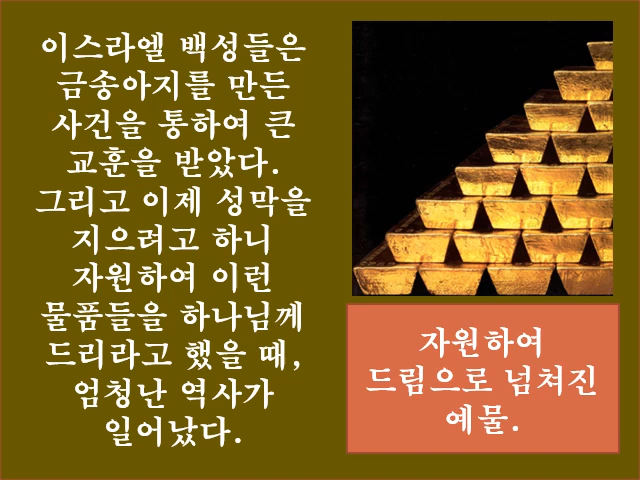 이스라엘 백성들은
금송아지를 만든
사건을 통하여 큰
교훈을 받았다.
그리고 이제 성막을
지으려고 하니
자원하여 이런
물품들을 하나님께
드리라고 했을 때,
엄청난 역사가
일어났다.
자원하여
드림으로 넘쳐진
예물.